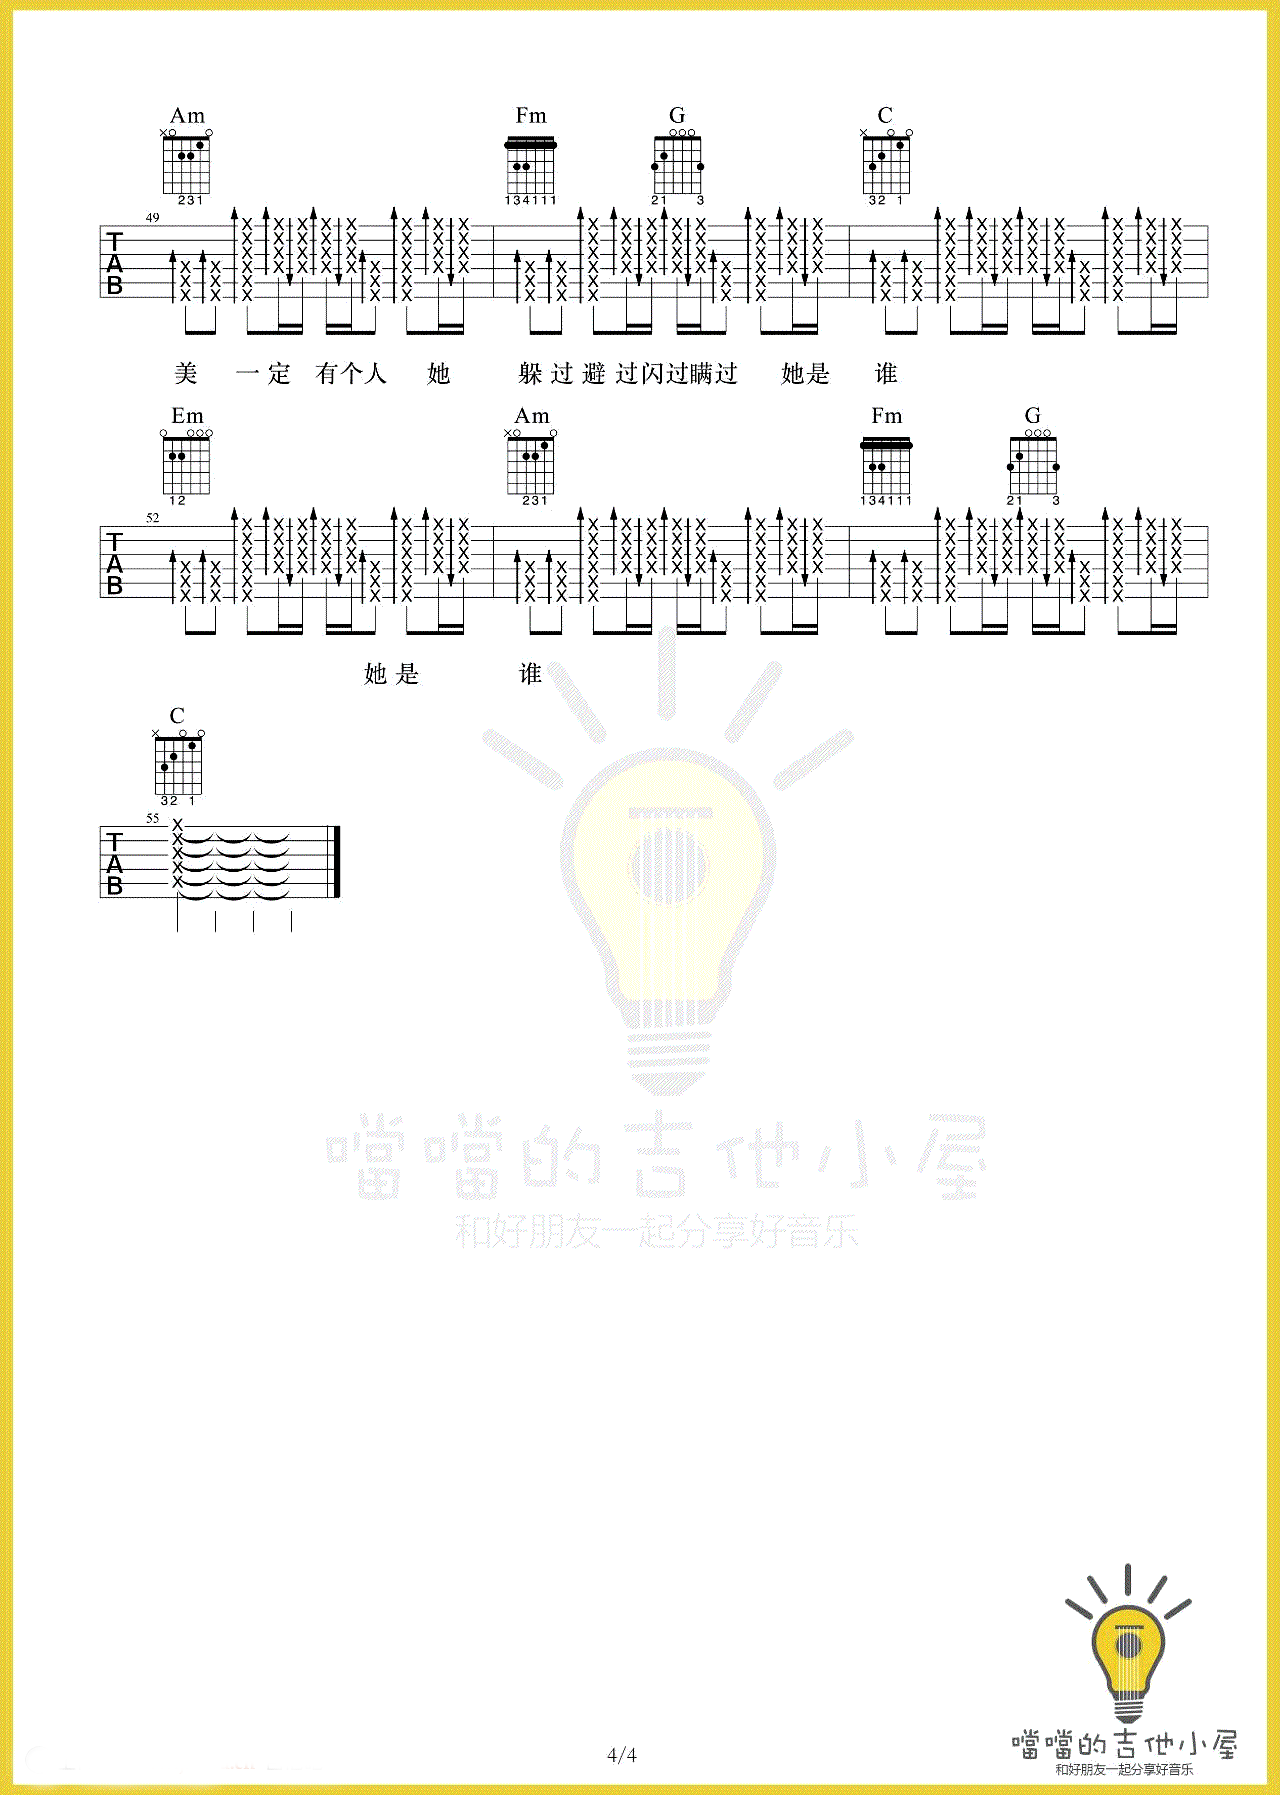 Am Fm G C
×○ ○ ○○○ × ○ ○
231 134111 21 3 32 1
49
TAB
美 一定 有个人 她 躲过避过闪过瞒过 她是 谁
Em Am Fm G
○ ○○○ ×○ ○ ○○○
12 231 134111 21 3
52
TAB
她是 谁
C
× ○ ○
32 1
55
TAB
噹噹的吉他小屋
和好朋友一起分享好音乐
4/4
噹噹的吉他小屋
和好朋友一起分享好音乐